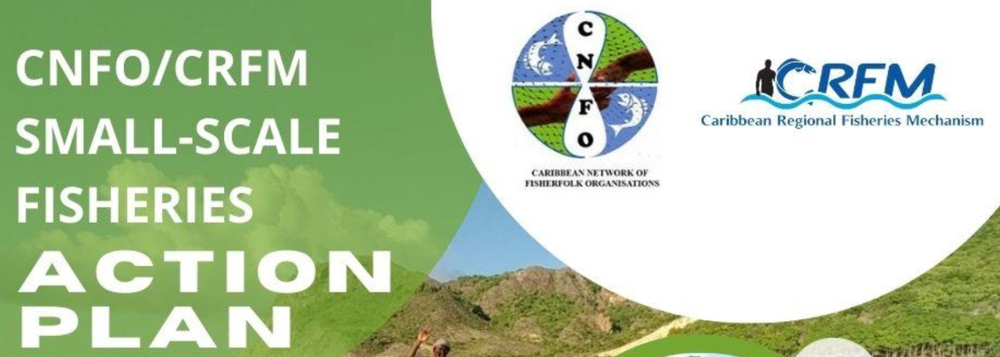 CNFO/CRFM
SMALL-SCALE
FISHERIES
ACTION
PLAN
C
N
F
O
CARIBBEAN NETWORK OF
FISHERFOLK ORGANISATIONS
CRFM
Caribbean Regional Fisheries Mechanism